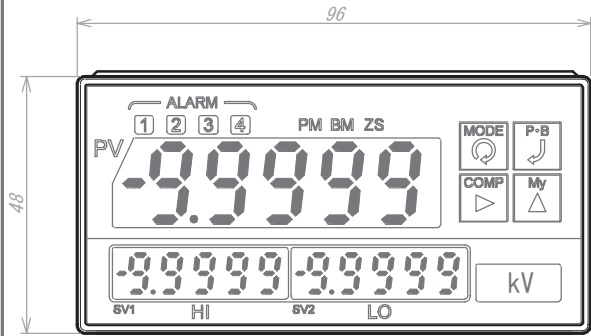 96
48
ALARM
1 2 3 4 PM BM ZS
PV
-9.9999
MODE P·B
COMP My
-9.9999 -9.9999
SV1 HI SV2 LO
kV